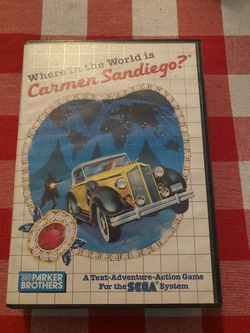 Where in the World is
Carmen Sandiego?
PARKER
BROTHERS
A Text-Adventure-Action Game
For the SEGA System